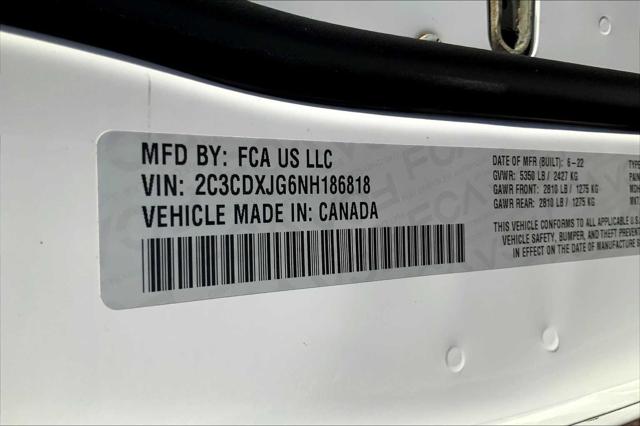 MFD BY: FCA US LLC
VIN: 2C3CDXJG6NH186818
VEHICLE MADE IN: CANADA
DATE OF MFR (BUILT): 6-22
GVWR: 5350 LB / 2427 KG
GAWR FRONT: 2810 LB / 1275 KG
GAWR REAR: 2810 LB / 1275 KG
THIS VEHICLE CONFORMS TO ALL APPLICABLE
VEHICLE SAFETY, BUMPER, AND THEFT
IN EFFECT ON THE DATE OF MANUFACTURE